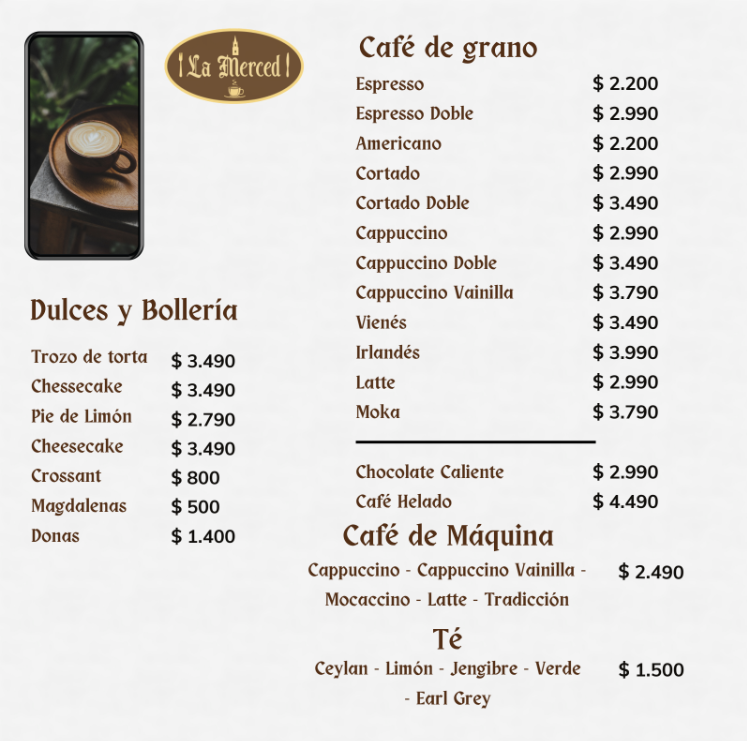 La Merced
Dulces y Bollería
Trozo de torta $ 3.490
Chessecake $ 3.490
Pie de Limón $ 2.790
Cheesecake $ 3.490
Crossant $ 800
Magdalenas $ 500
Donas $ 1.400
Café de grano
Espresso $ 2.200
Espresso Doble $ 2.990
Americano $ 2.200
Cortado $ 2.990
Cortado Doble $ 3.490
Cappuccino $ 2.990
Cappuccino Doble $ 3.490
Cappuccino Vainilla $ 3.790
Vienés $ 3.490
Irlandés $ 3.990
Latte $ 2.990
Moka $ 3.790
Chocolate Caliente $ 2.990
Café Helado $ 4.490
Café de Máquina
Cappuccino - Cappuccino Vainilla - $ 2.490
Mocaccino - Latte - Tradicción
Té
Ceylan - Limón - Jengibre - Verde $ 1.500
- Earl Grey